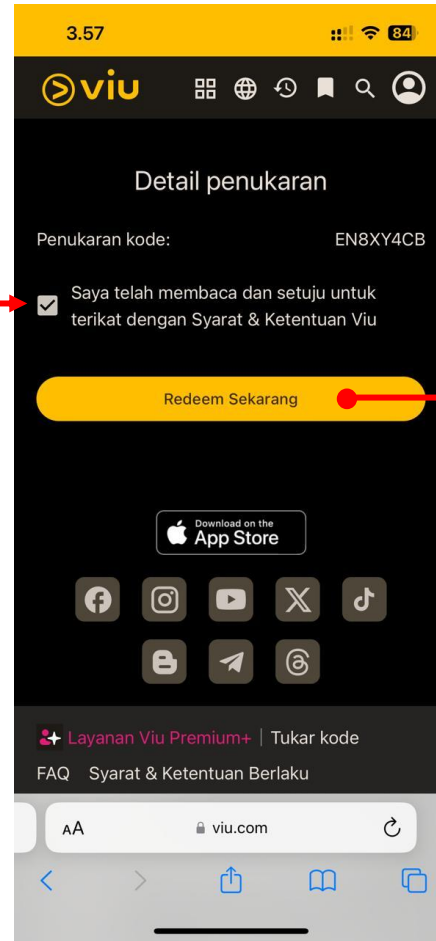 3.57
84
viu
Detail penukaran
Penukaran kode: EN8XY4CB
Saya telah membaca dan setuju untuk
terikat dengan Syarat & Ketentuan Viu
Redeem Sekarang
Download on the
App Store
Layanan Viu Premium+ | Tukar kode
FAQ Syarat & Ketentuan Berlaku
AA viu.com